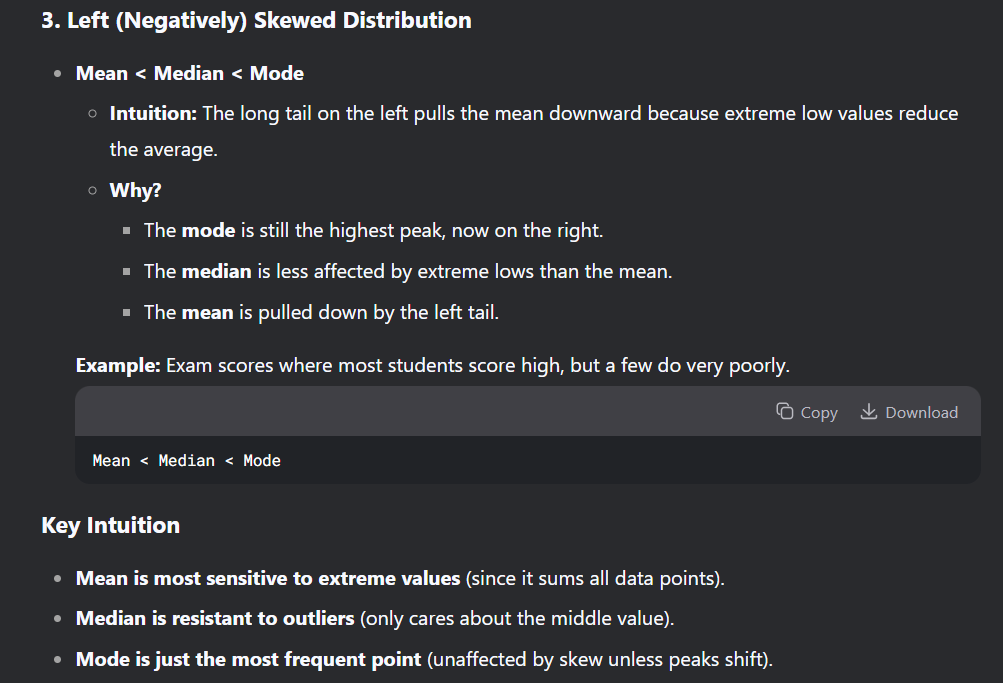 3. Left (Negatively) Skewed Distribution
Mean < Median < Mode
Intuition: The long tail on the left pulls the mean downward because extreme low values reduce
the average.
Why?
The mode is still the highest peak, now on the right.
The median is less affected by extreme lows than the mean.
The mean is pulled down by the left tail.
Example: Exam scores where most students score high, but a few do very poorly.
Copy Download
Mean < Median < Mode
Key Intuition
Mean is most sensitive to extreme values (since it sums all data points).
Median is resistant to outliers (only cares about the middle value).
Mode is just the most frequent point (unaffected by skew unless peaks shift).